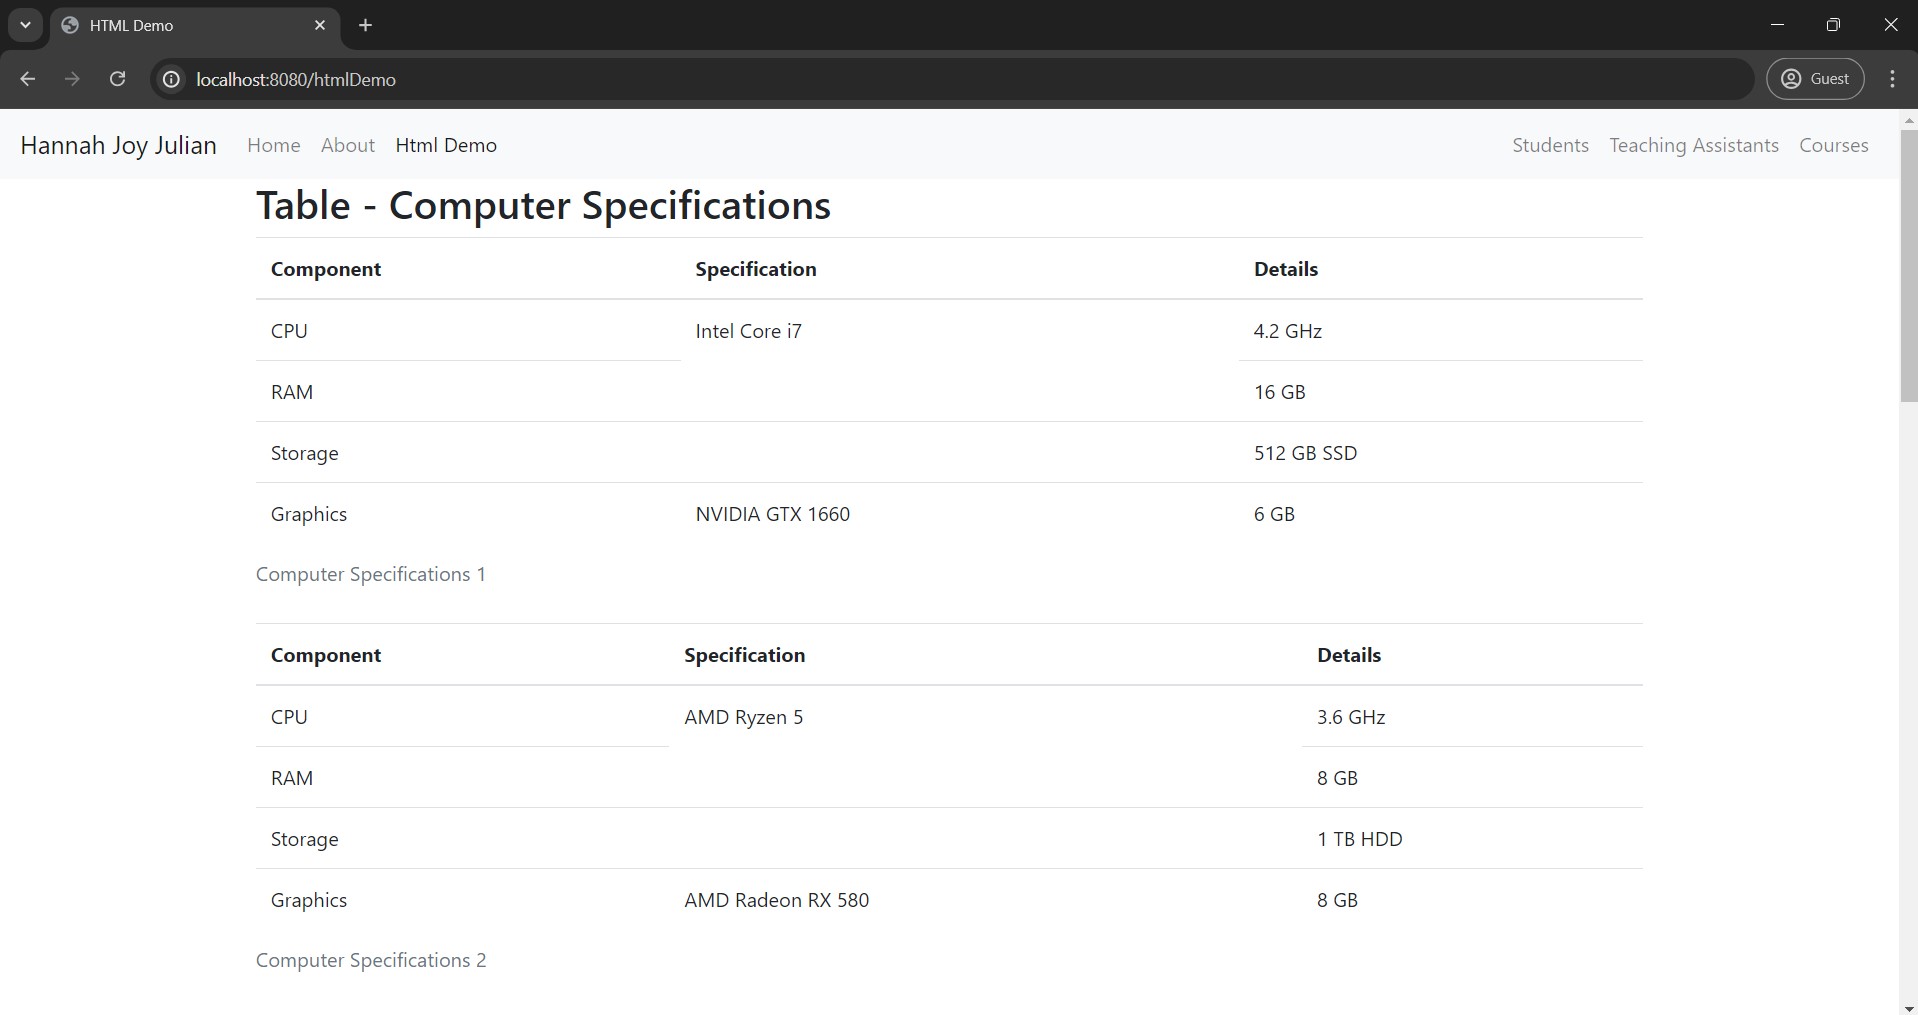 HTML Demo
localhost:8080/htmlDemo
Guest
Hannah Joy Julian Home About Html Demo Students Teaching Assistants Courses
Table - Computer Specifications
Component Specification Details
CPU Intel Core i7 4.2 GHz
RAM 16 GB
Storage 512 GB SSD
Graphics NVIDIA GTX 1660 6 GB
Computer Specifications 1
Component Specification Details
CPU AMD Ryzen 5 3.6 GHz
RAM 8 GB
Storage 1 TB HDD
Graphics AMD Radeon RX 580 8 GB
Computer Specifications 2